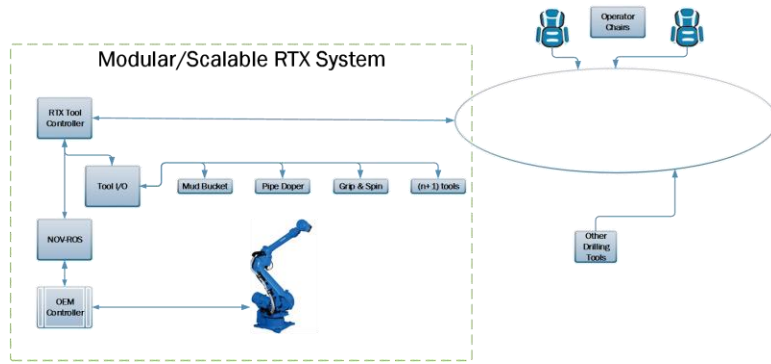 Operator
Chairs
Modular/Scalable RTX System
RTX Tool
Controller
Tool I/O
Mud Bucket
Pipe Doper
Grip & Spin
(n+1) tools
NOV-ROS
Other
Drilling
Tools
OEM
Controller